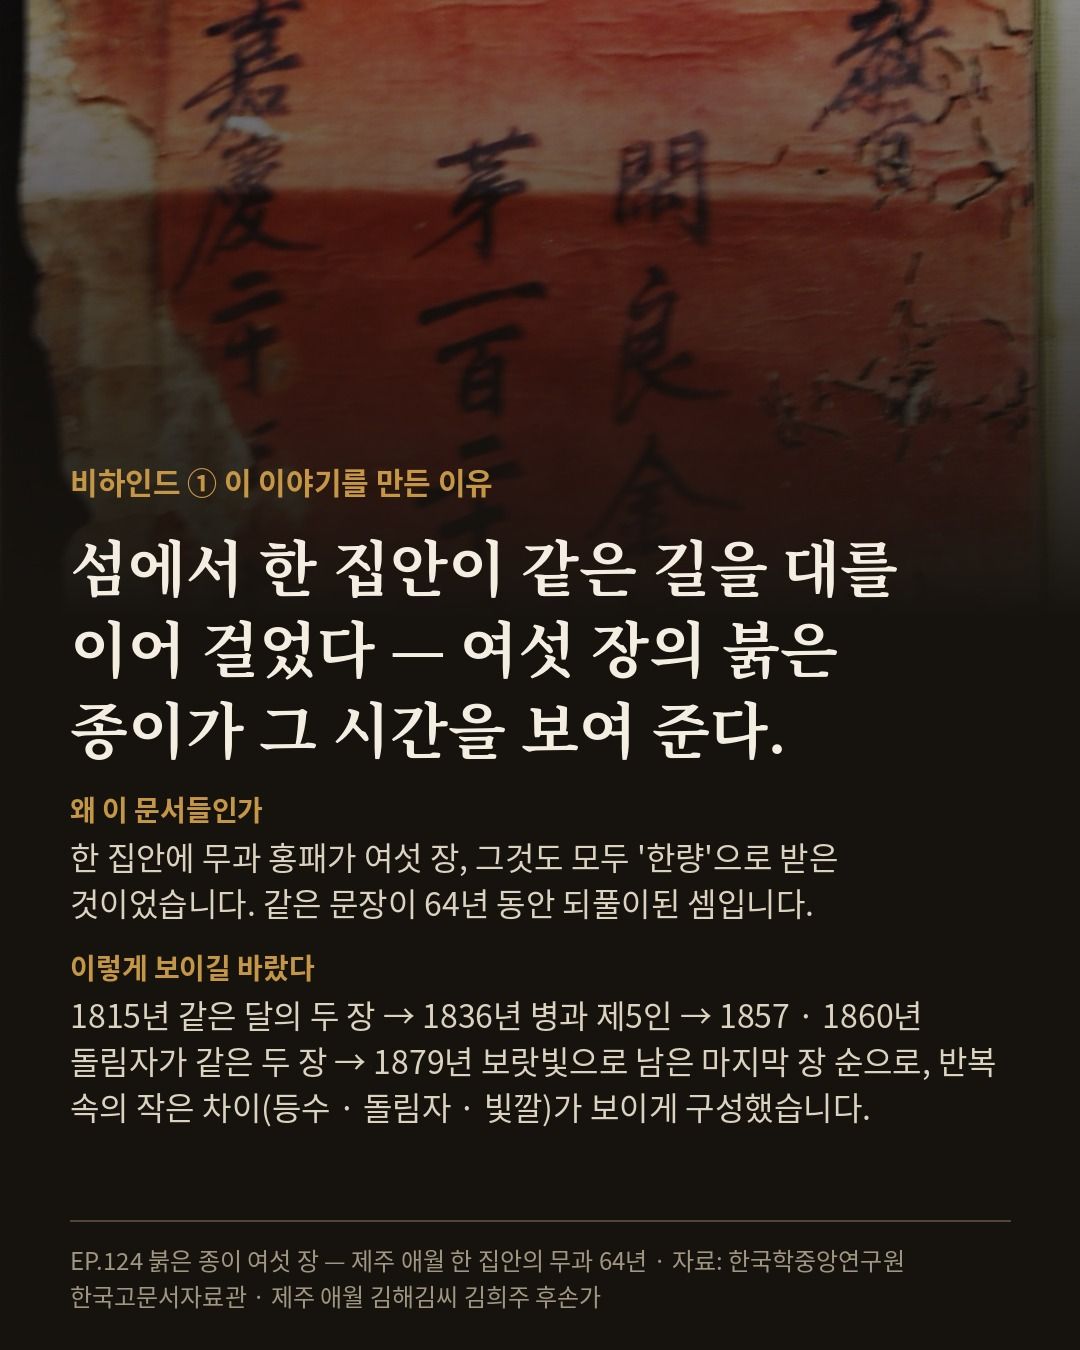 教
百
閑良金
芽一百二
嘉慶二十
비하인드 ① 이 이야기를 만든 이유
섬에서 한 집안이 같은 길을 대를
이어 걸었다 — 여섯 장의 붉은
종이가 그 시간을 보여 준다.
왜 이 문서들인가
한 집안에 무과 홍패가 여섯 장, 그것도 모두 '한량'으로 받은
것이었습니다. 같은 문장이 64년 동안 되풀이된 셈입니다.
이렇게 보이길 바랐다
1815년 같은 달의 두 장 → 1836년 병과 제5인 → 1857 · 1860년
돌림자가 같은 두 장 → 1879년 보랏빛으로 남은 마지막 장 순으로, 반복
속의 작은 차이(등수 · 돌림자 · 빛깔)가 보이게 구성했습니다.
EP.124 붉은 종이 여섯 장 — 제주 애월 한 집안의 무과 64년 · 자료: 한국학중앙연구원
한국고문서자료관 · 제주 애월 김해김씨 김희주 후손가